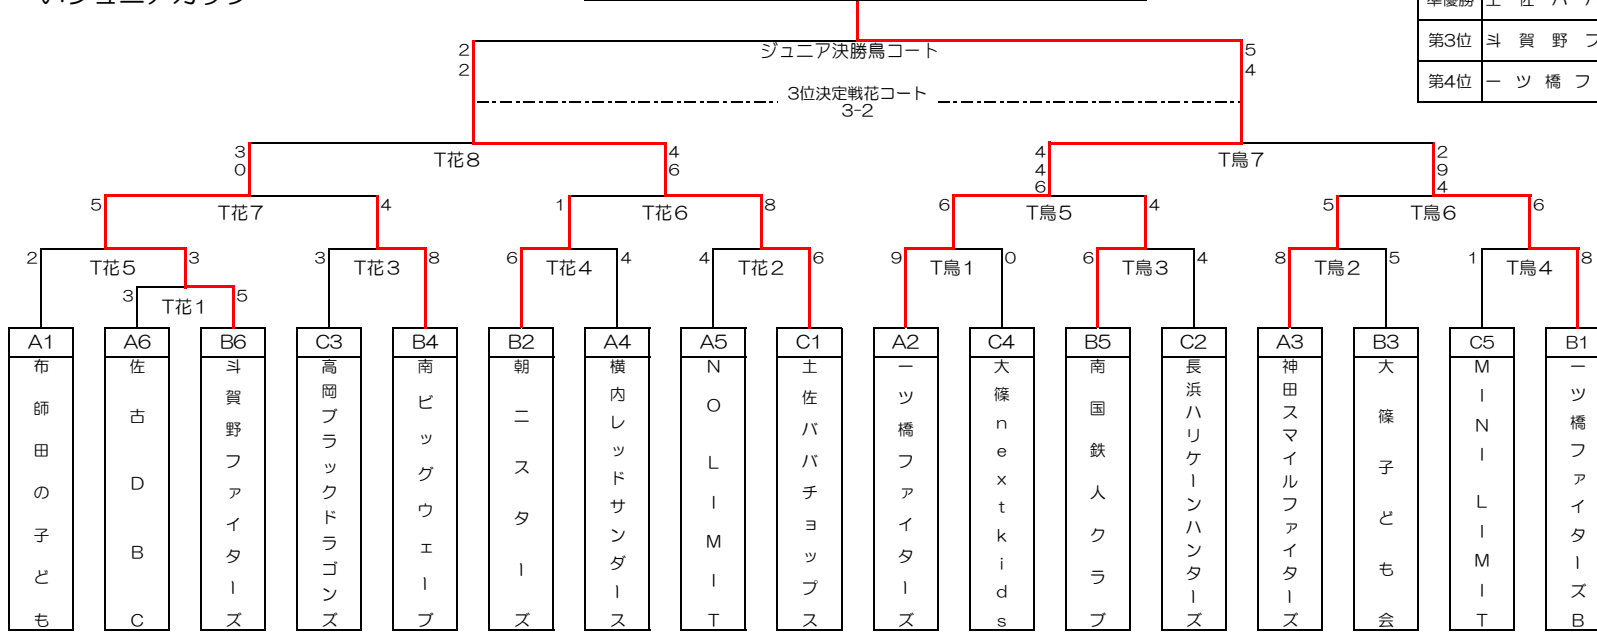 準優勝 土 佐 バ
第3位 斗 賀 野 フ
第4位 一 ツ 橋 フ
2 ジュニア決勝鳥コート 5
2 4
3位決定戦花コート
3-2
3 T花8 4 4 T鳥7 2
0 6 4 9
6 4
5 T花7 4 1 T花6 8 6 T鳥5 4 5 T鳥6 6
2 T花5 3 3 T花3 8 6 T花4 4 4 T花2 6 9 T鳥1 0 6 T鳥3 4 8 T鳥2 5 1 T鳥4 8
3 T花1 5
A1 A6 B6 C3 B4 B2 A4 A5 C1 A2 C4 B5 C2 A3 B3 C5 B1
布師田の子ども
佐古DBC
斗賀野ファイターズ
高岡ブラックドラゴンズ
南ビッグウェーブ
朝ニスターズ
横内レッドサンダース
NO LIMIT
土佐ババチョップス
一ツ橋ファイターズ
大篠nextkids
南国鉄人クラブ
長浜ハリケーンハンターズ
神田スマイルファイターズ
大篠子ども会
MINI LIMIT
一ツ橋ファイターズB